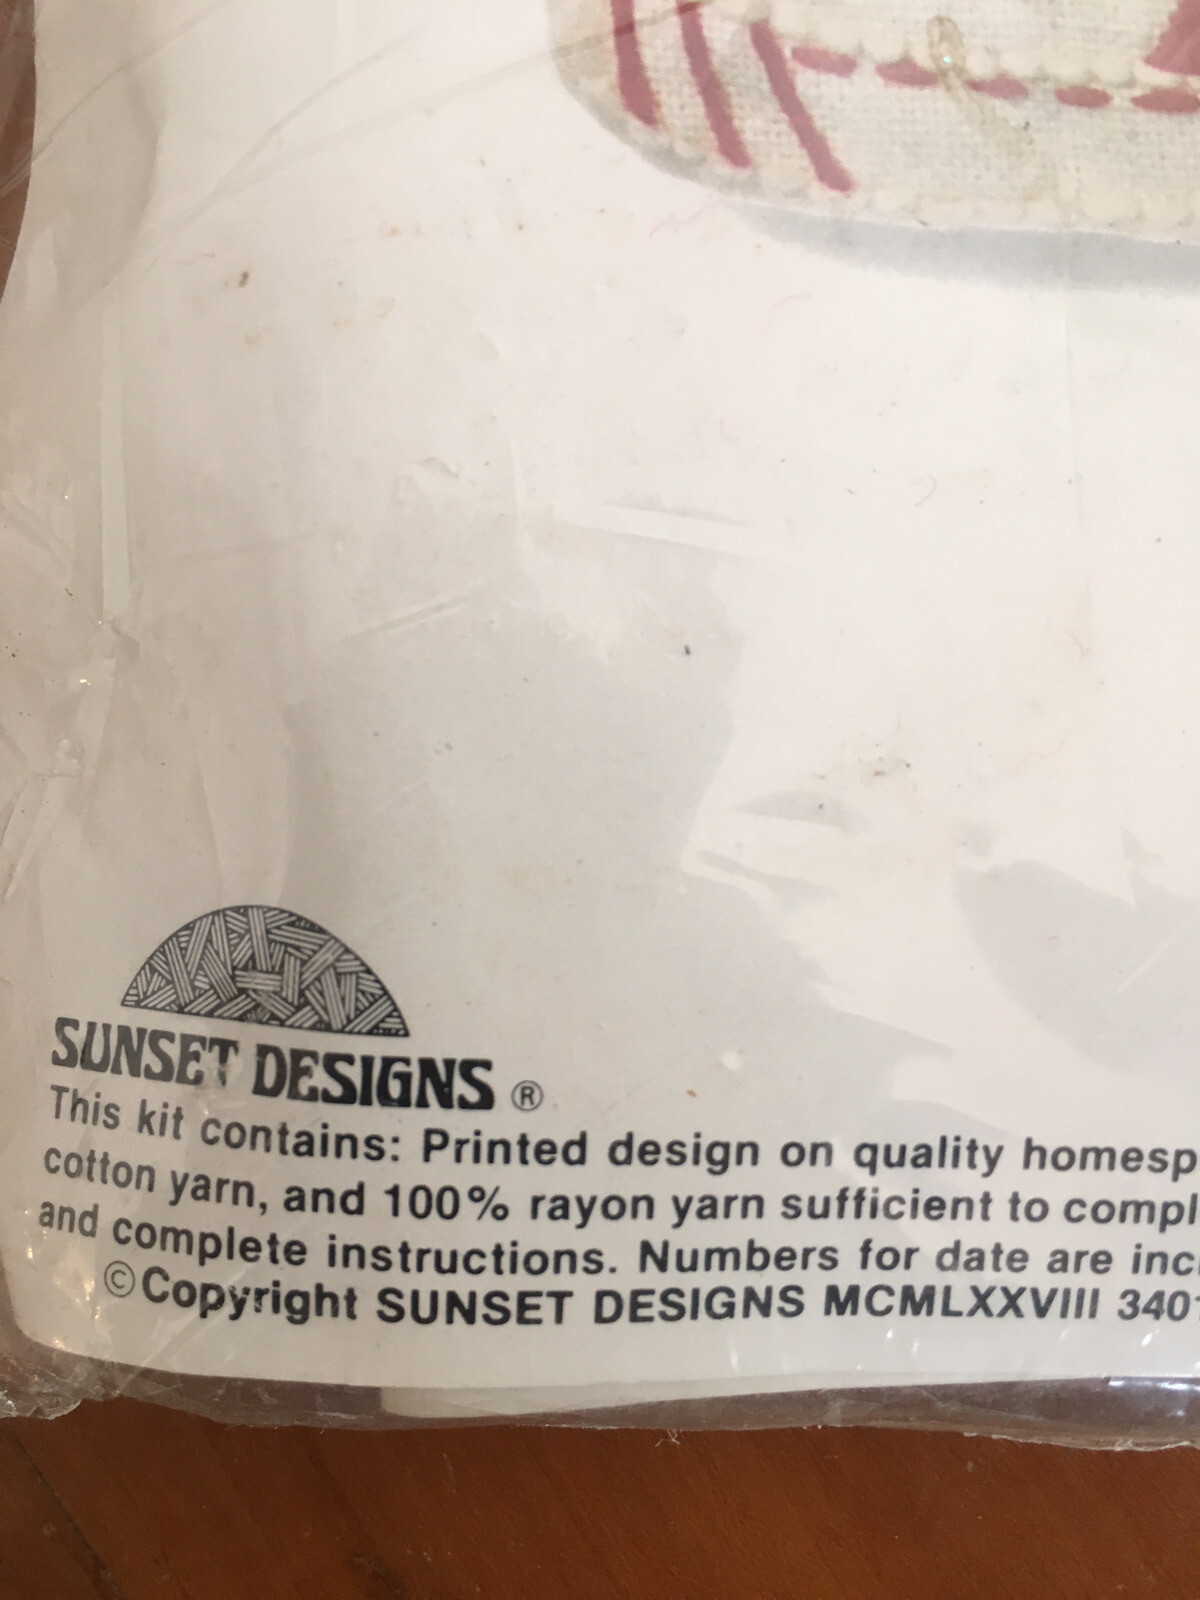 SUNSET DESIGNS ®
This kit contains: Printed design on quality homesp
cotton yarn, and 100% rayon yarn sufficient to compl
and complete instructions. Numbers for date are inc
©Copyright SUNSET DESIGNS MCMLXXVIII 340